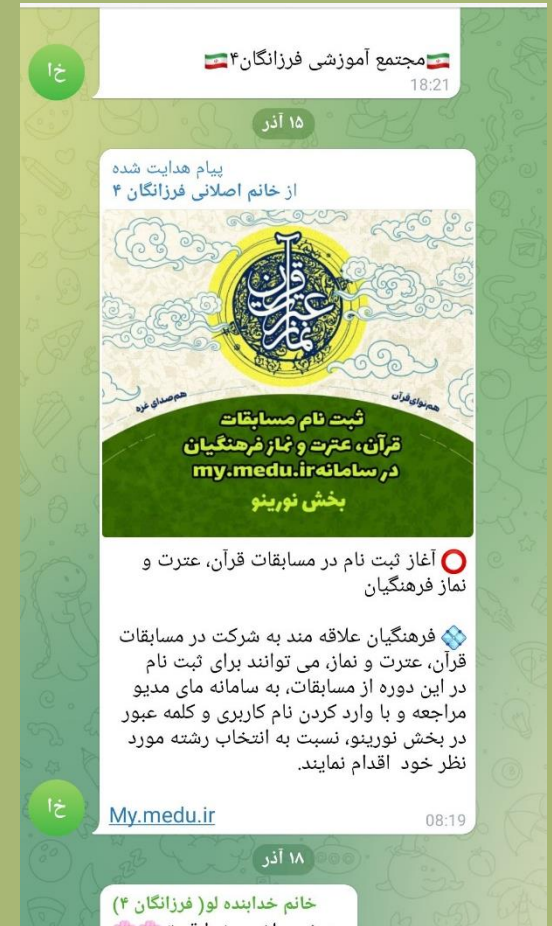 🇮🇷مجتمع آموزشی فرزانگان۴🇮🇷
18:21
۱۵ آذر
پیام هدایت شده
از خانم اصلانی فرزانگان ۴
قرآن
عترت
نماز
هم‌نوای قرآن
هم‌صدای غزه
ثبت نام مسابقات
قرآن، عترت و نماز فرهنگیان
در سامانه my.medu.ir
بخش نورینو
⭕ آغاز ثبت نام در مسابقات قرآن، عترت و
نماز فرهنگیان
💠 فرهنگیان علاقه مند به شرکت در مسابقات
قرآن، عترت و نماز، می توانند برای ثبت نام
در این دوره از مسابقات، به سامانه مای مدیو
مراجعه و با وارد کردن نام کاربری و کلمه عبور
در بخش نورینو، نسبت به انتخاب رشته مورد
نظر خود اقدام نمایند.
My.medu.ir
08:19
خ‌ا
خ‌ا
۱۸ آذر
خانم خدابنده لو( فرزانگان ۴)